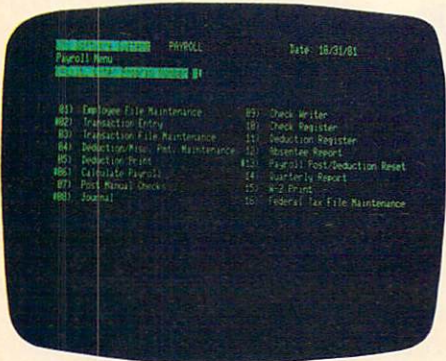 PAYROLL Date 10/31/81
Payroll Menu
01) Employee File Maintenance
#02) Transaction Entry
03) Transaction File Maintenance
04) Deduction/Misc. Pmt. Maintenance
05) Deduction Print
#06) Calculate Payroll
07) Post Manual Checks
#08) Journal
09) Check Writer
10) Check Register
11) Deduction Register
12) Absentee Report
#13) Payroll Post/Deduction Reset
14) Quarterly Report
15) W-2 Print
16) Federal Tax File Maintenance